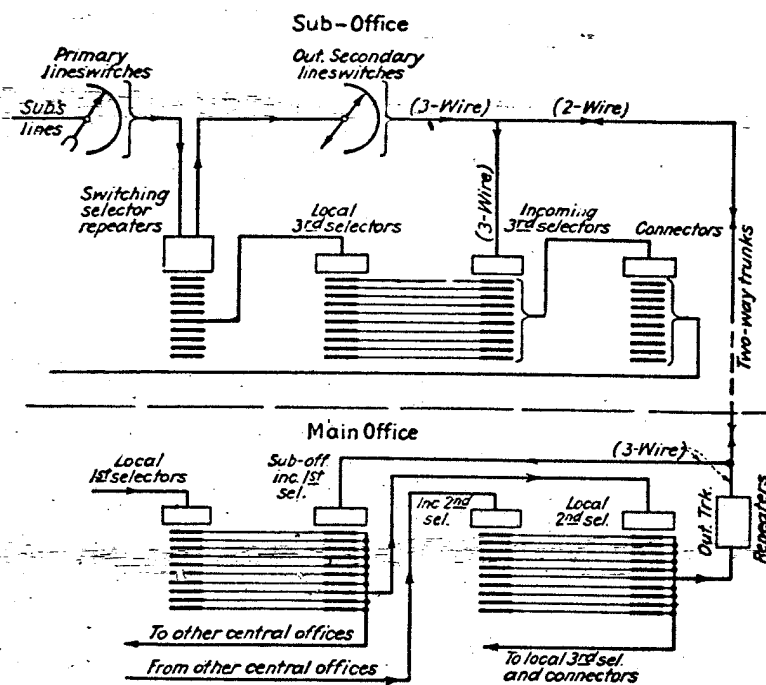 Sub-Office
Primary
lineswitches
Out. Secondary
lineswitches
Sub's
lines
(3-Wire)
(2-Wire)
Switching
selector
repeaters
Local
3rd selectors
(3-Wire)
Incoming
3rd selectors
Connectors
Two-way trunks
Main Office
Local
1st selectors
Sub-off
inc. 1st
sel.
(3-Wire)
Inc 2nd
sel.
Local
2nd sel.
Out. Trk.
Repeaters
To other central offices
From other central offices
To local 3rd sel.
and connectors